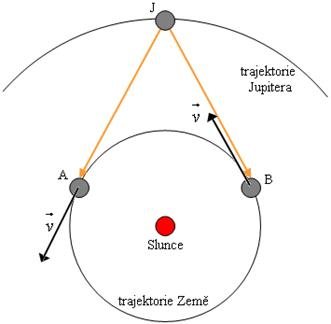 J
trajektorie
Jupitera
v
A
B
v
Slunce
trajektorie Země